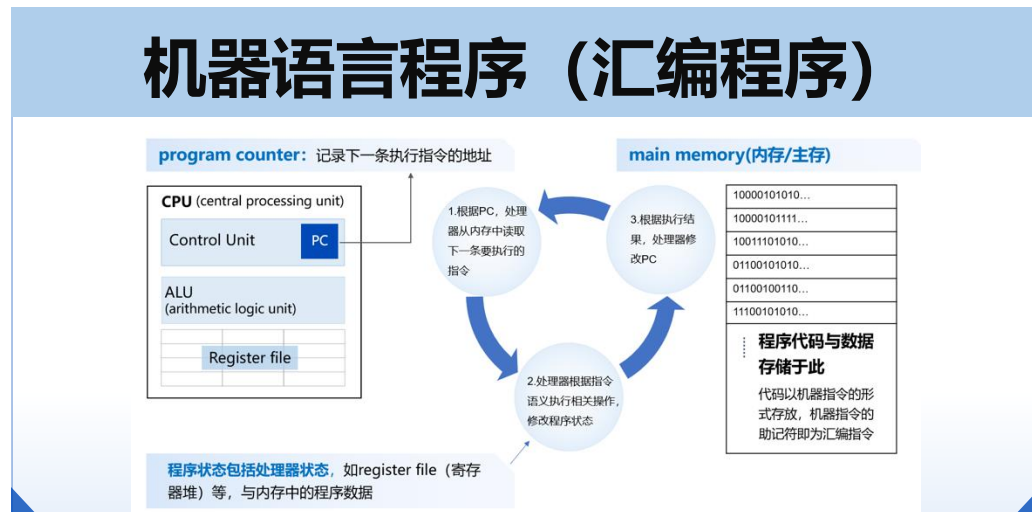 机器语言程序（汇编程序)
program counter：记录下一条执行指令的地址
main memory(内存/主存)
CPU (central processing unit)
Control Unit
PC
ALU
(arithmetic logic unit)
Register file
1.根据PC，处理
器从内存中读取
下一条要执行的
指令
3.根据执行结
果，处理器修
改PC
2.处理器根据指令
语义执行相关操作，
修改程序状态
10000101010...
10000101111...
10011101010...
01100101010...
01100100110...
11100101010...
程序代码与数据
存储于此
代码以机器指令的形
式存放，机器指令的
助记符即为汇编指令
程序状态包括处理器状态，如register file（寄存
器堆）等，与内存中的程序数据